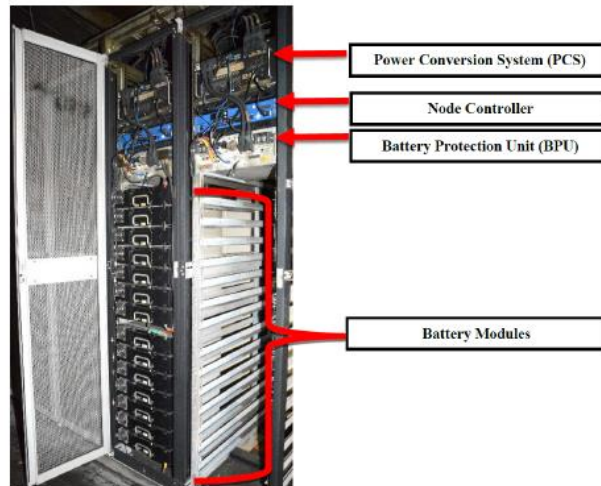 Power Conversion System (PCS)
Node Controller
Battery Protection Unit (BPU)
Battery Modules